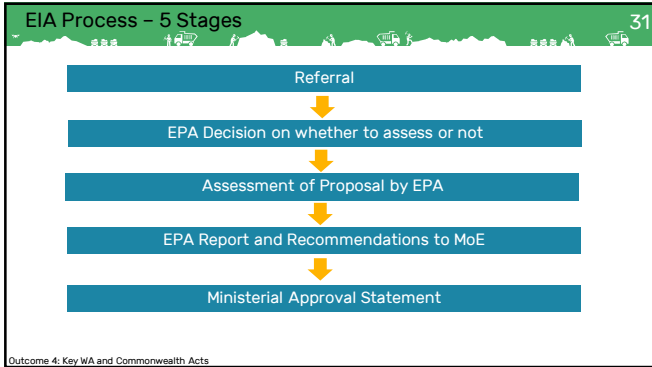 EIA Process – 5 Stages
31
Referral
EPA Decision on whether to assess or not
Assessment of Proposal by EPA
EPA Report and Recommendations to MoE
Ministerial Approval Statement
Outcome 4: Key WA and Commonwealth Acts